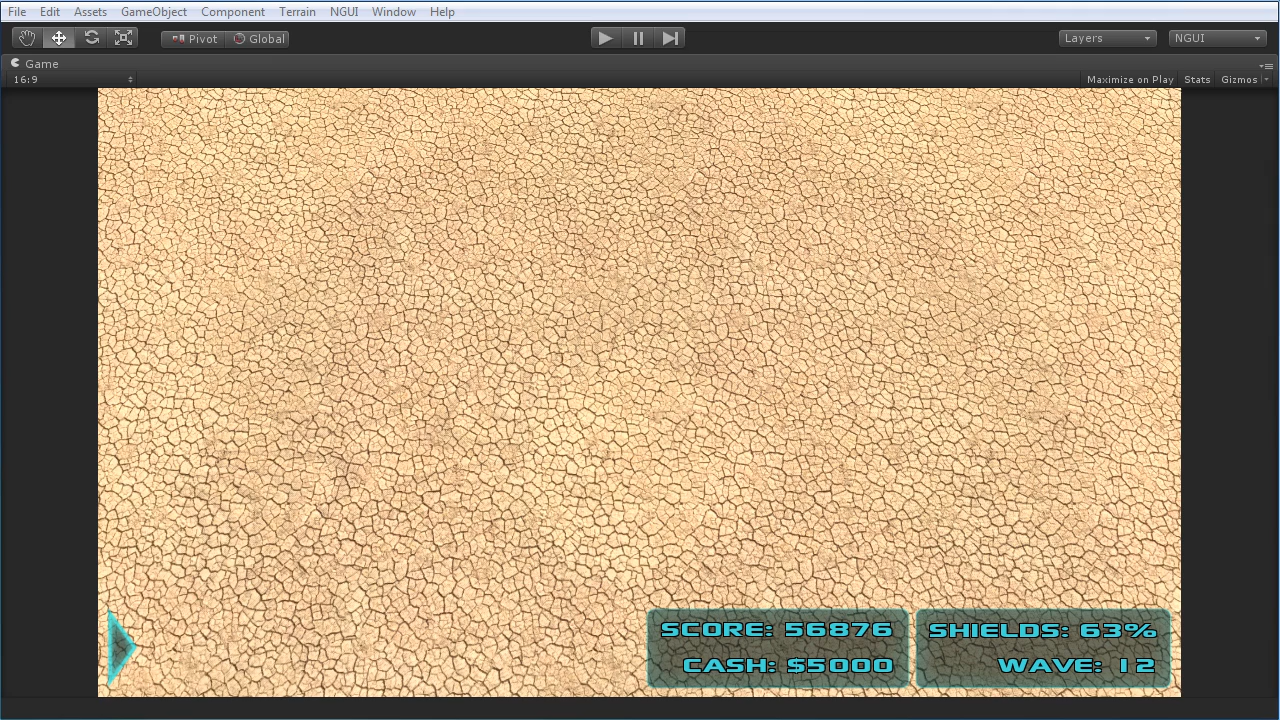 File Edit Assets GameObject Component Terrain NGUI Window Help
Pivot Global Layers NGUI
Game
16:9 Maximize on Play Stats Gizmos
SCORE: 56876 SHIELDS: 63%
CASH: $5000 WAVE: 12